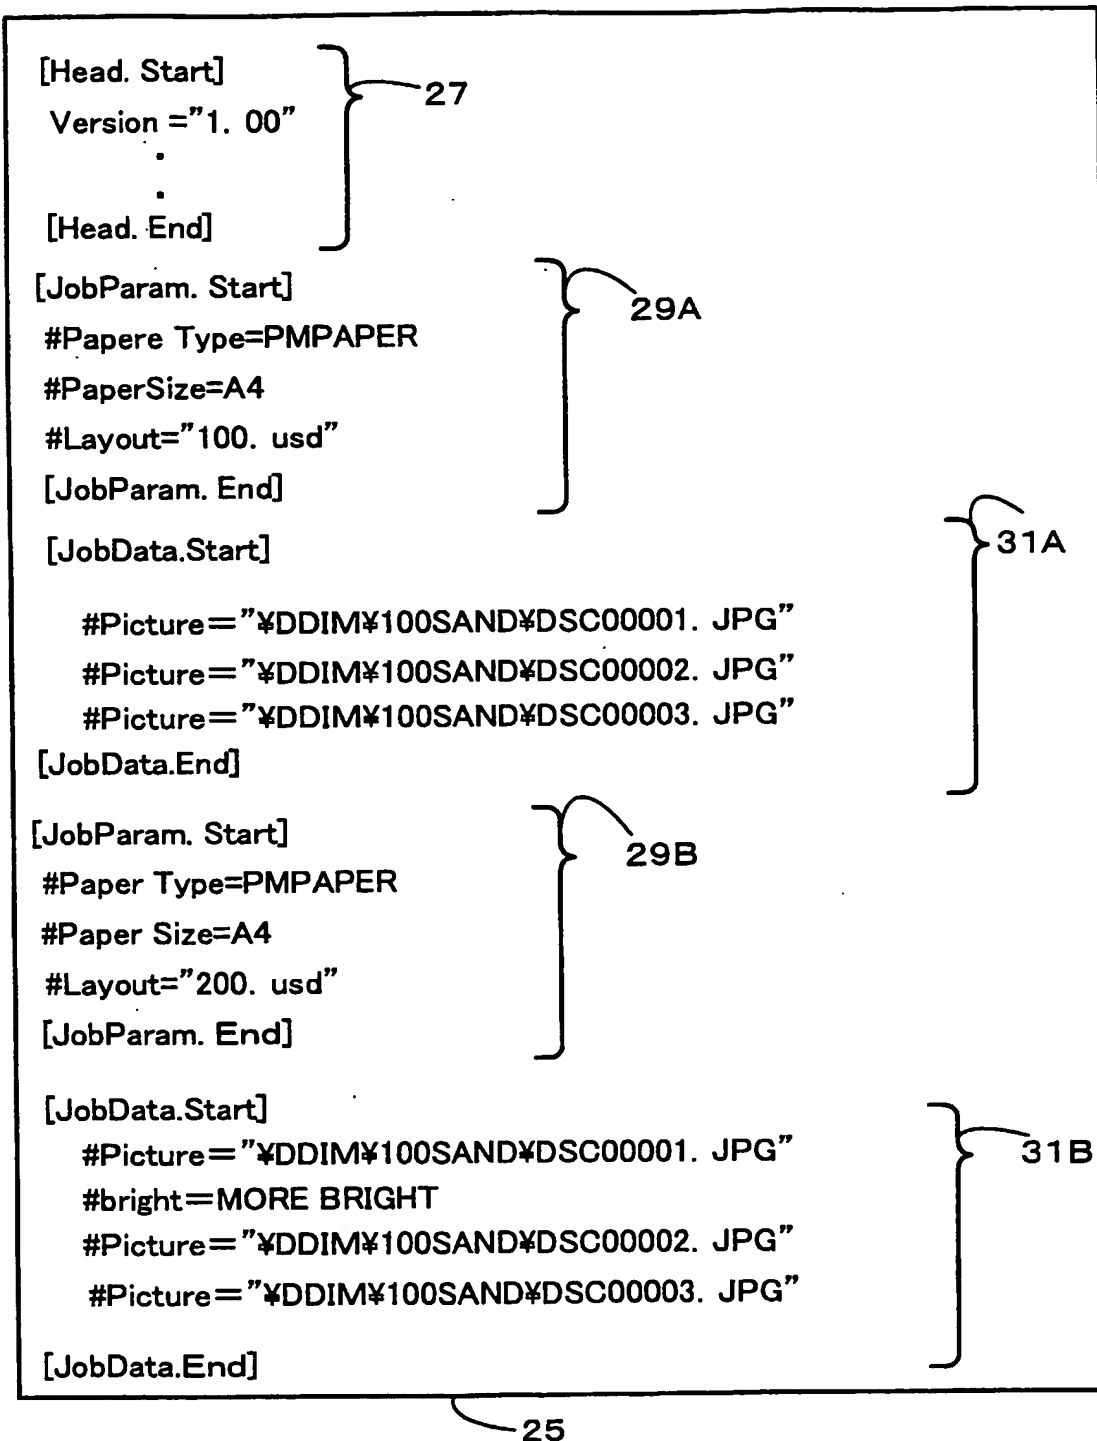 [Head. Start]
27
Version ="1. 00"
[Head. End]
[JobParam. Start]
29A
#Papere Type=PMPAPER
#PaperSize=A4
#Layout="100. usd"
[JobParam. End]
31A
[JobData.Start]
#Picture="¥DDIM¥100SAND¥DSC00001. JPG"
#Picture="¥DDIM¥100SAND¥DSC00002. JPG"
#Picture="¥DDIM¥100SAND¥DSC00003. JPG"
[JobData.End]
[JobParam. Start]
29B
#Paper Type=PMPAPER
#Paper Size=A4
#Layout="200. usd"
[JobParam. End]
[JobData.Start]
#Picture="¥DDIM¥100SAND¥DSC00001. JPG"
31B
#bright=MORE BRIGHT
#Picture="¥DDIM¥100SAND¥DSC00002. JPG"
#Picture="¥DDIM¥100SAND¥DSC00003. JPG"
[JobData.End]
25